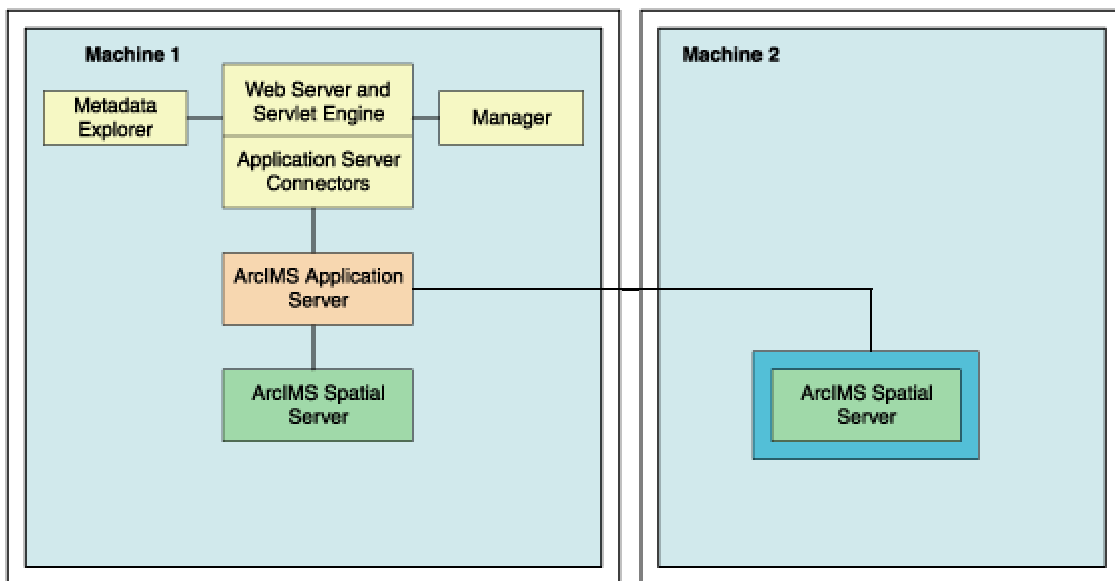 Machine 1
Metadata
Explorer
Web Server and
Servlet Engine
Manager
Application Server
Connectors
ArcIMS Application
Server
ArcIMS Spatial
Server
Machine 2
ArcIMS Spatial
Server